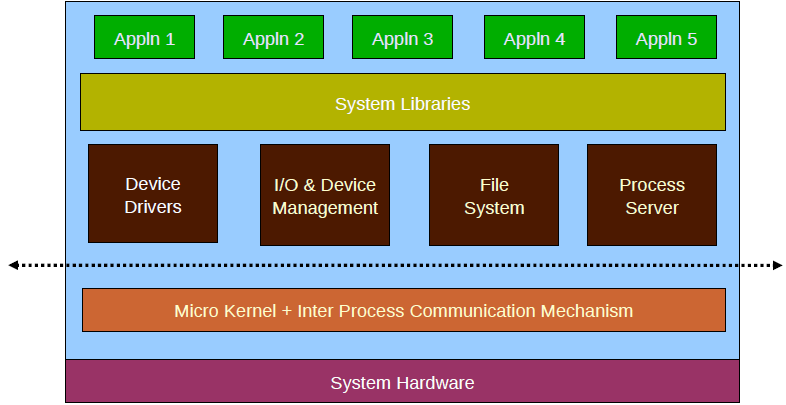 Appln 1
Appln 2
Appln 3
Appln 4
Appln 5
System Libraries
Device
Drivers
I/O & Device
Management
File
System
Process
Server
Micro Kernel + Inter Process Communication Mechanism
System Hardware